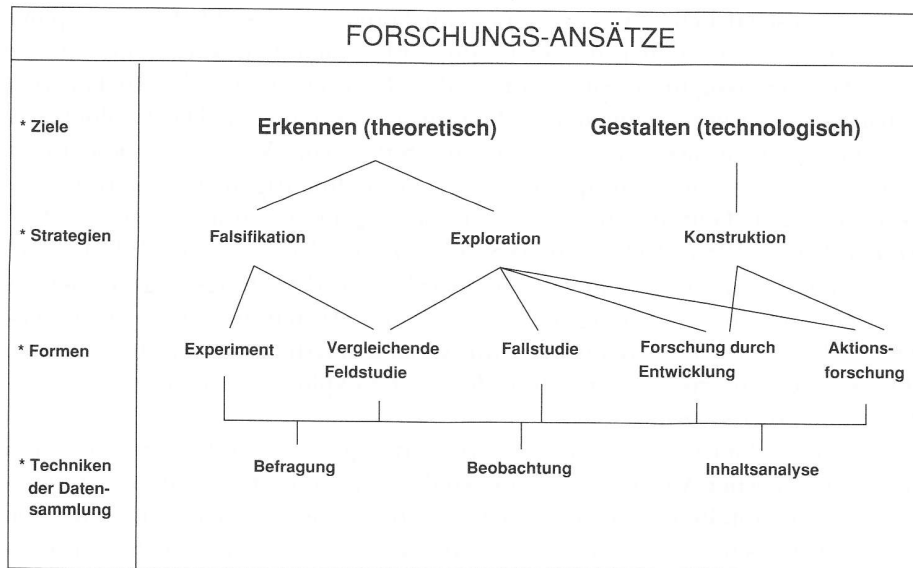 FORSCHUNGS-ANSÄTZE
* Ziele
Erkennen (theoretisch)
Gestalten (technologisch)
* Strategien
Falsifikation
Exploration
Konstruktion
* Formen
Experiment
Vergleichende
Feldstudie
Fallstudie
Forschung durch
Entwicklung
Aktions-
forschung
* Techniken
der Daten-
sammlung
Befragung
Beobachtung
Inhaltsanalyse